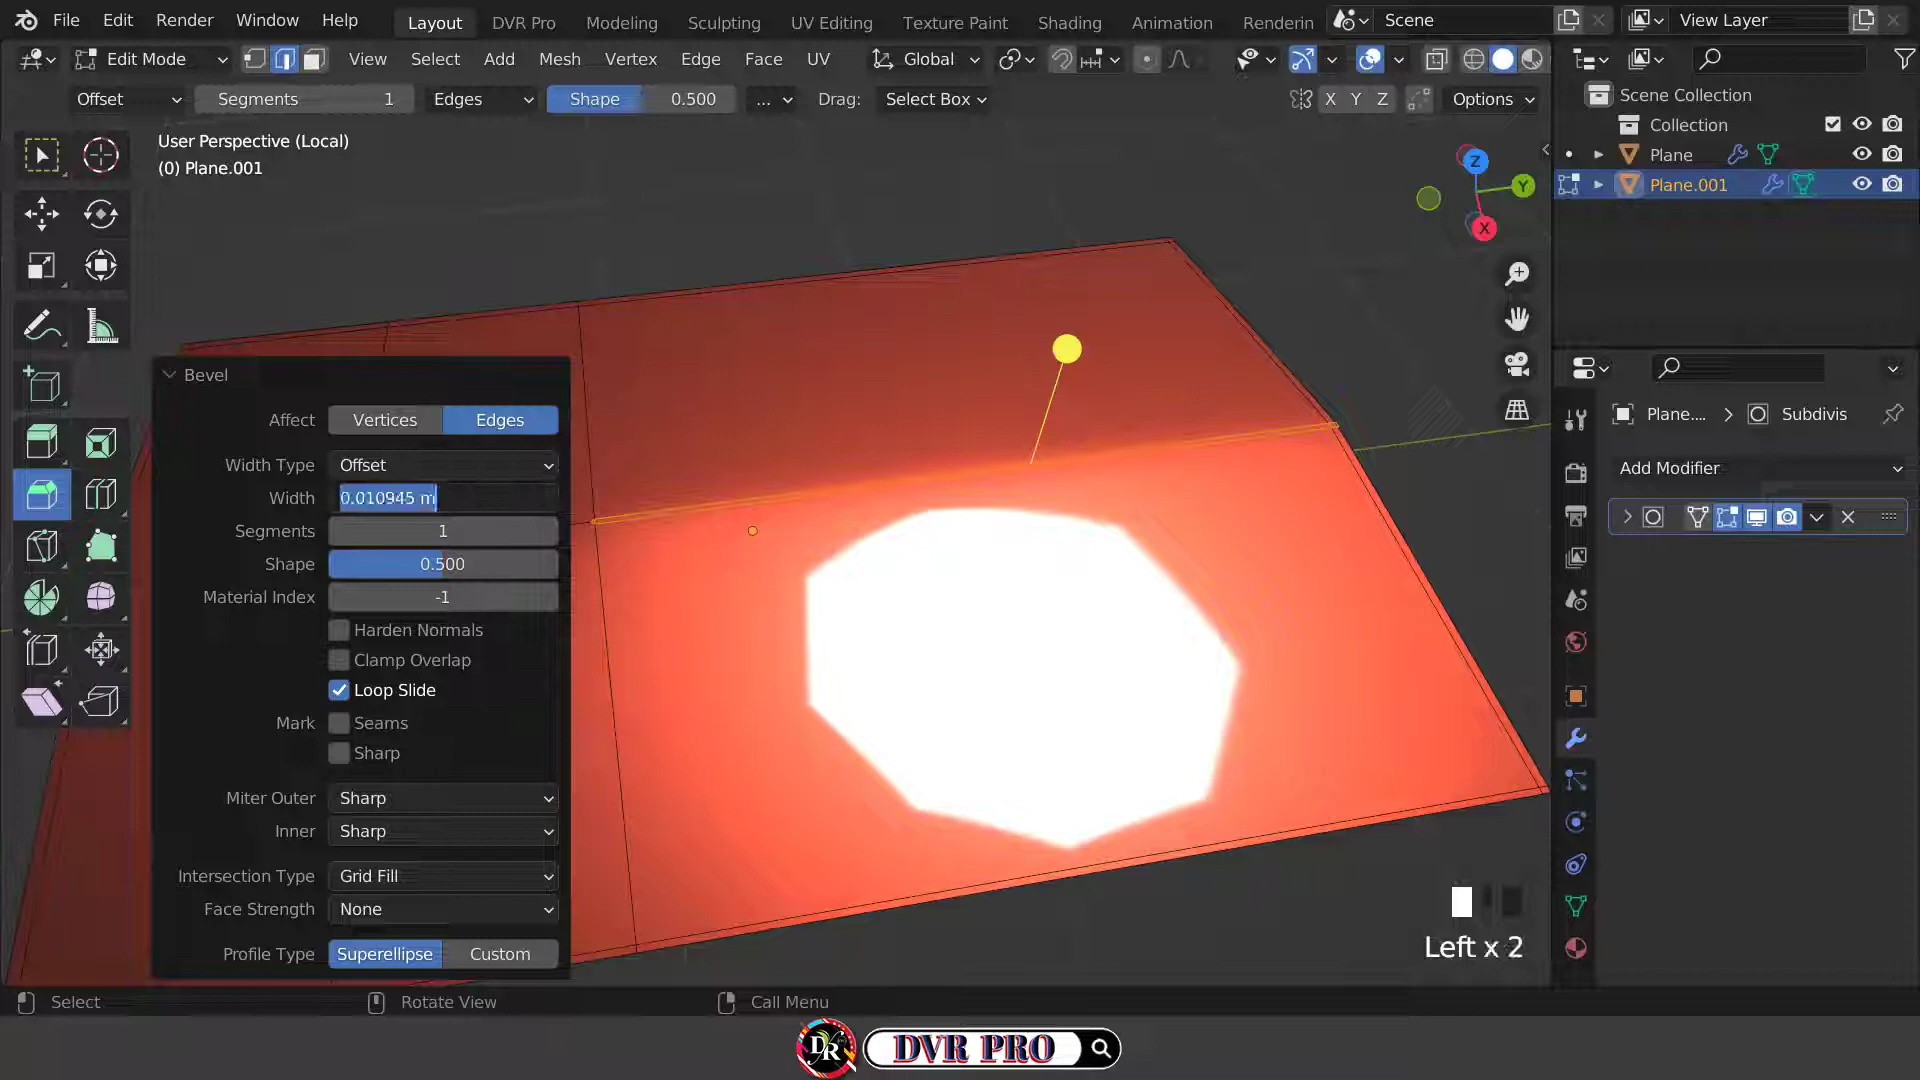 File Edit Render Window Help Layout DVR Pro Modeling Sculpting UV Editing Texture Paint Shading Animation Renderin Scene View Layer
Edit Mode View Select Add Mesh Vertex Edge Face UV Global
Offset Segments 1 Edges Shape 0.500 ... Drag: Select Box X Y Z Options
Scene Collection
Collection
Plane
Plane.001
User Perspective (Local)
(0) Plane.001
Z
Y
X
Bevel
Affect Vertices Edges
Width Type Offset
Width 0.010945 m
Segments 1
Shape 0.500
Material Index -1
Harden Normals
Clamp Overlap
Loop Slide
Mark Seams
Sharp
Miter Outer Sharp
Inner Sharp
Intersection Type Grid Fill
Face Strength None
Profile Type Superellipse Custom
Plane.... Subdivis
Add Modifier
Left x 2
Select Rotate View Call Menu
DR DVR PRO